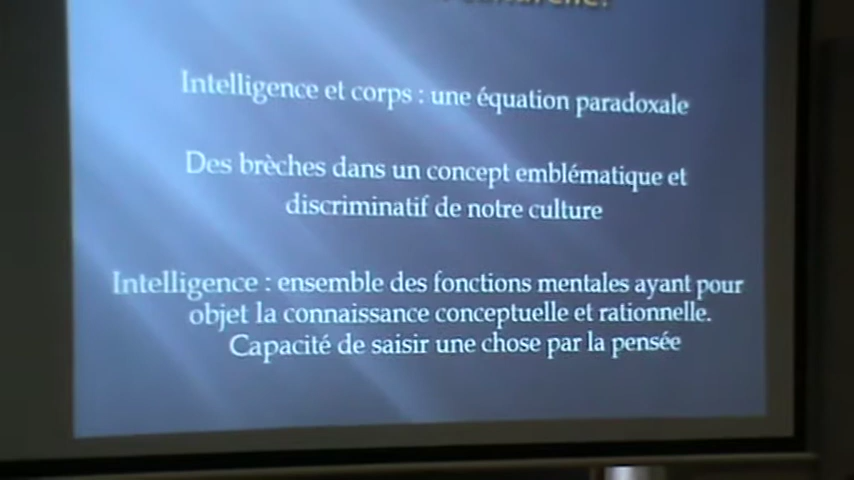 Intelligence et corps : une équation paradoxale
Des brèches dans un concept emblématique et
discriminatif de notre culture
Intelligence : ensemble des fonctions mentales ayant pour
objet la connaissance conceptuelle et rationnelle.
Capacité de saisir une chose par la pensée